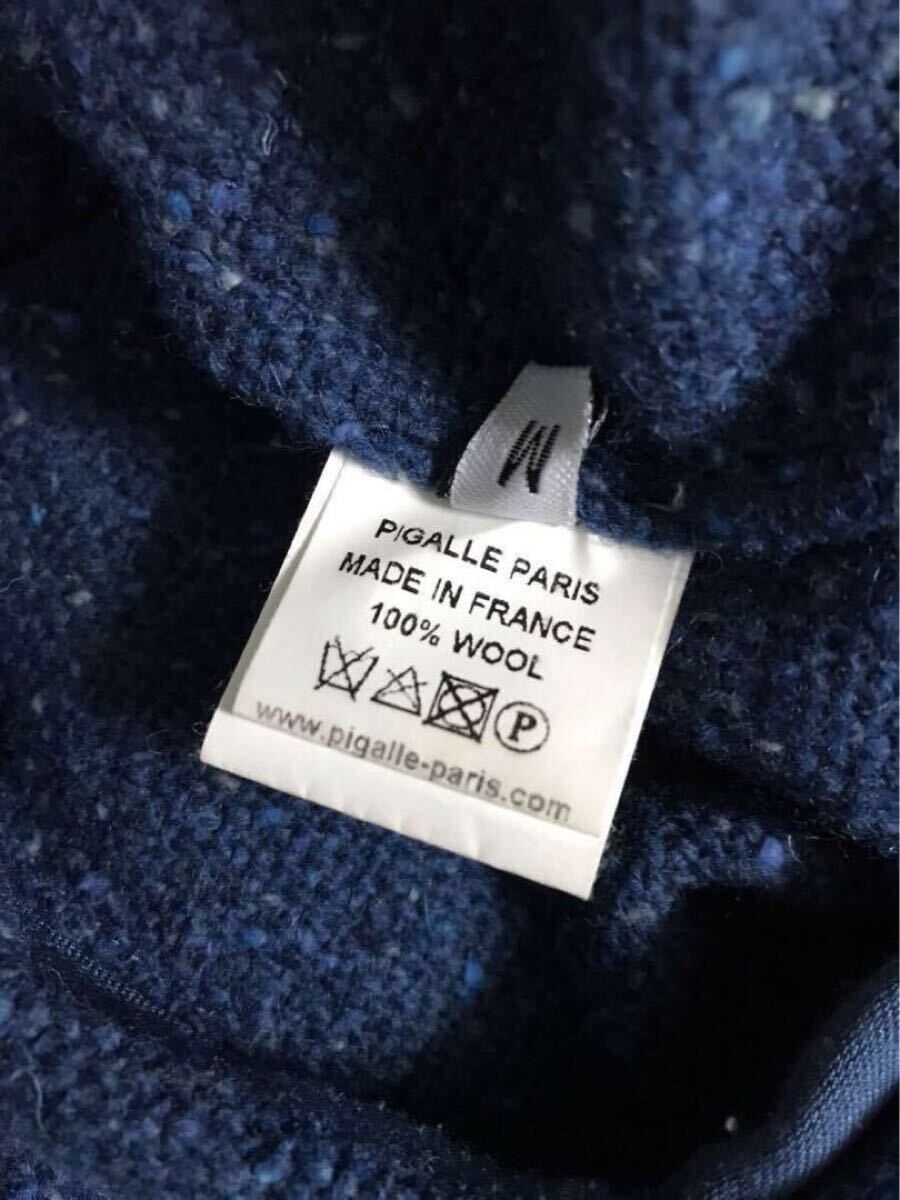 M
PIGALLE PARIS
MADE IN FRANCE
100% WOOL
P
www.pigalle-paris.com